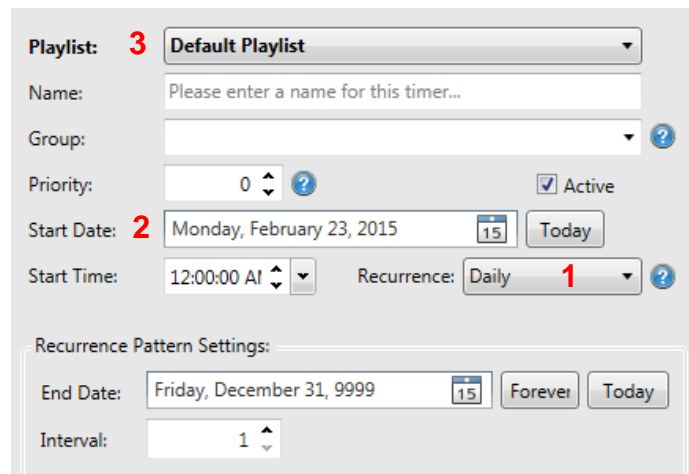 Playlist: 3 Default Playlist
Name: Please enter a name for this timer...
Group: ?
Priority: 0 ? Active
Start Date: 2 Monday, February 23, 2015 15 Today
Start Time: 12:00:00 AM Recurrence: Daily 1 ?
Recurrence Pattern Settings:
End Date: Friday, December 31, 9999 15 Forever Today
Interval: 1